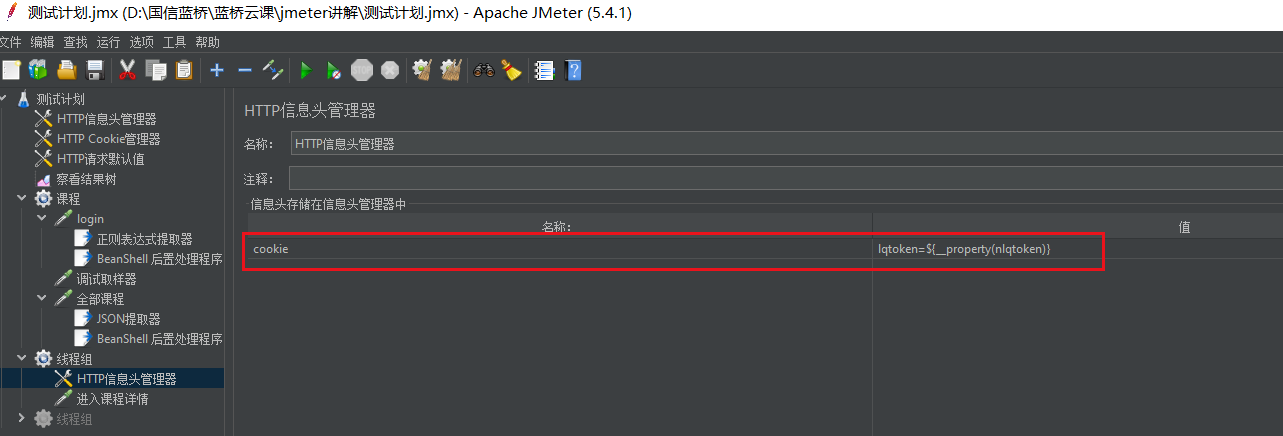 测试计划.jmx (D:\国信蓝桥\蓝桥云课\jmeter讲解\测试计划.jmx) - Apache JMeter (5.4.1)
文件 编辑 查找 运行 选项 工具 帮助
STOP
测试计划
HTTP信息头管理器
HTTP Cookie管理器
HTTP请求默认值
察看结果树
课程
login
正则表达式提取器
BeanShell 后置处理程序
调试取样器
全部课程
JSON提取器
BeanShell 后置处理程序
线程组
HTTP信息头管理器
进入课程详情
线程组
HTTP信息头管理器
名称： HTTP信息头管理器
注释：
信息头存储在信息头管理器中
名称： 值
cookie lqtoken=${__property(nlqtoken)}